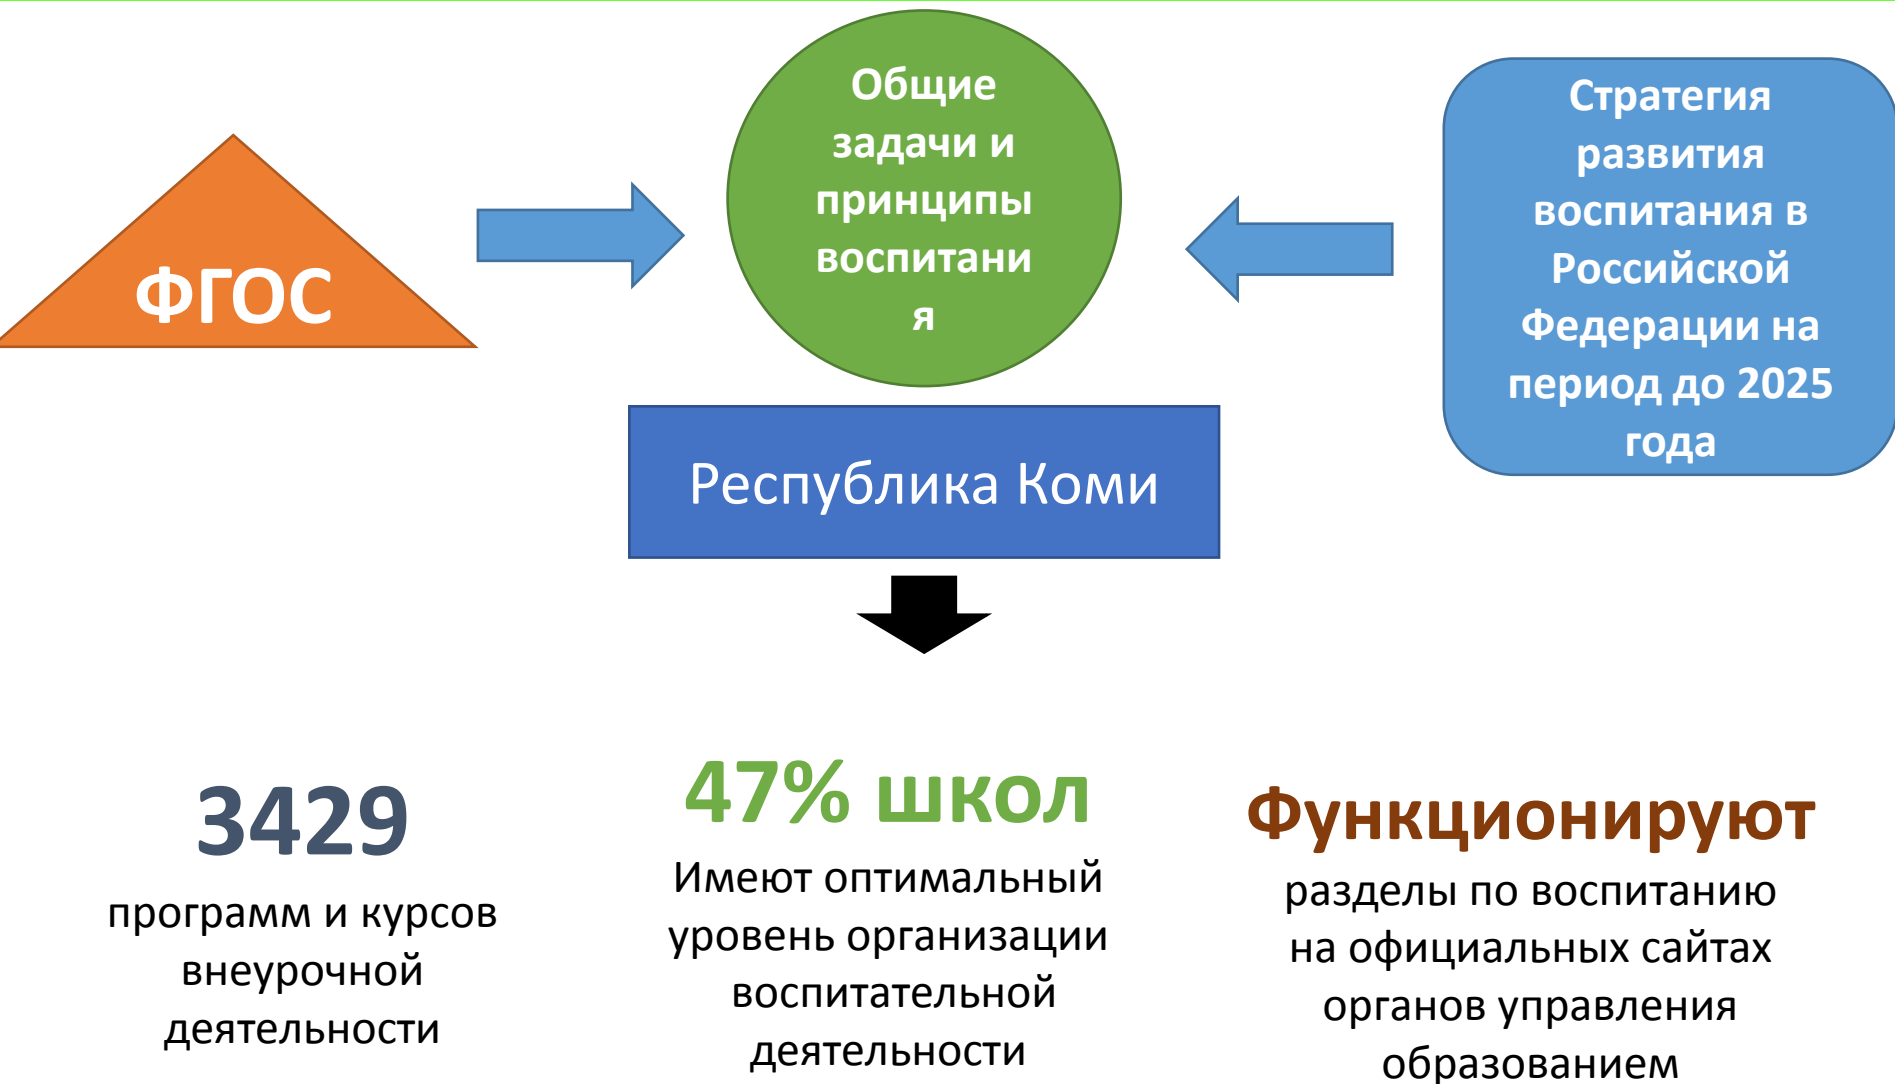 ФГОС
Общие
задачи и
принципы
воспитани
я
Стратегия
развития
воспитания в
Российской
Федерации на
период до 2025
года
Республика Коми
3429
программ и курсов
внеурочной
деятельности
47% школ
Имеют оптимальный
уровень организации
воспитательной
деятельности
Функционируют
разделы по воспитанию
на официальных сайтах
органов управления
образованием